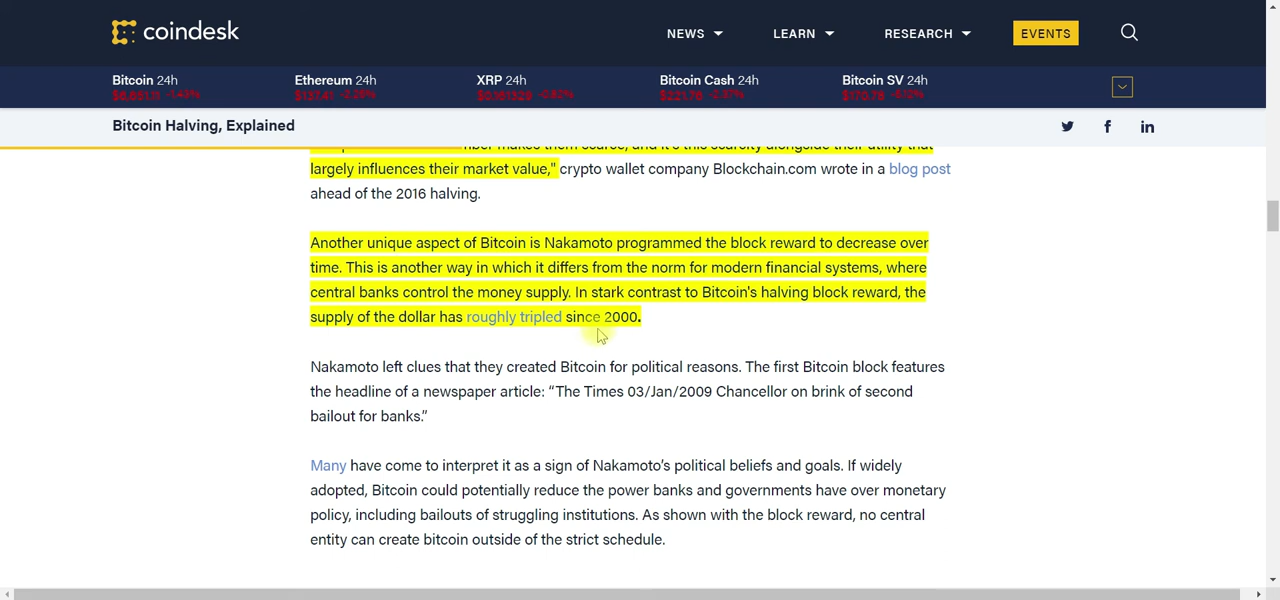 coindesk
NEWS
LEARN
RESEARCH
EVENTS
Bitcoin 24h
Ethereum 24h
XRP 24h
Bitcoin Cash 24h
Bitcoin SV 24h
Bitcoin Halving, Explained
largely influences their market value," crypto wallet company Blockchain.com wrote in a blog post
ahead of the 2016 halving.
Another unique aspect of Bitcoin is Nakamoto programmed the block reward to decrease over
time. This is another way in which it differs from the norm for modern financial systems, where
central banks control the money supply. In stark contrast to Bitcoin's halving block reward, the
supply of the dollar has roughly tripled since 2000.
Nakamoto left clues that they created Bitcoin for political reasons. The first Bitcoin block features
the headline of a newspaper article: “The Times 03/Jan/2009 Chancellor on brink of second
bailout for banks.”
Many have come to interpret it as a sign of Nakamoto’s political beliefs and goals. If widely
adopted, Bitcoin could potentially reduce the power banks and governments have over monetary
policy, including bailouts of struggling institutions. As shown with the block reward, no central
entity can create bitcoin outside of the strict schedule.